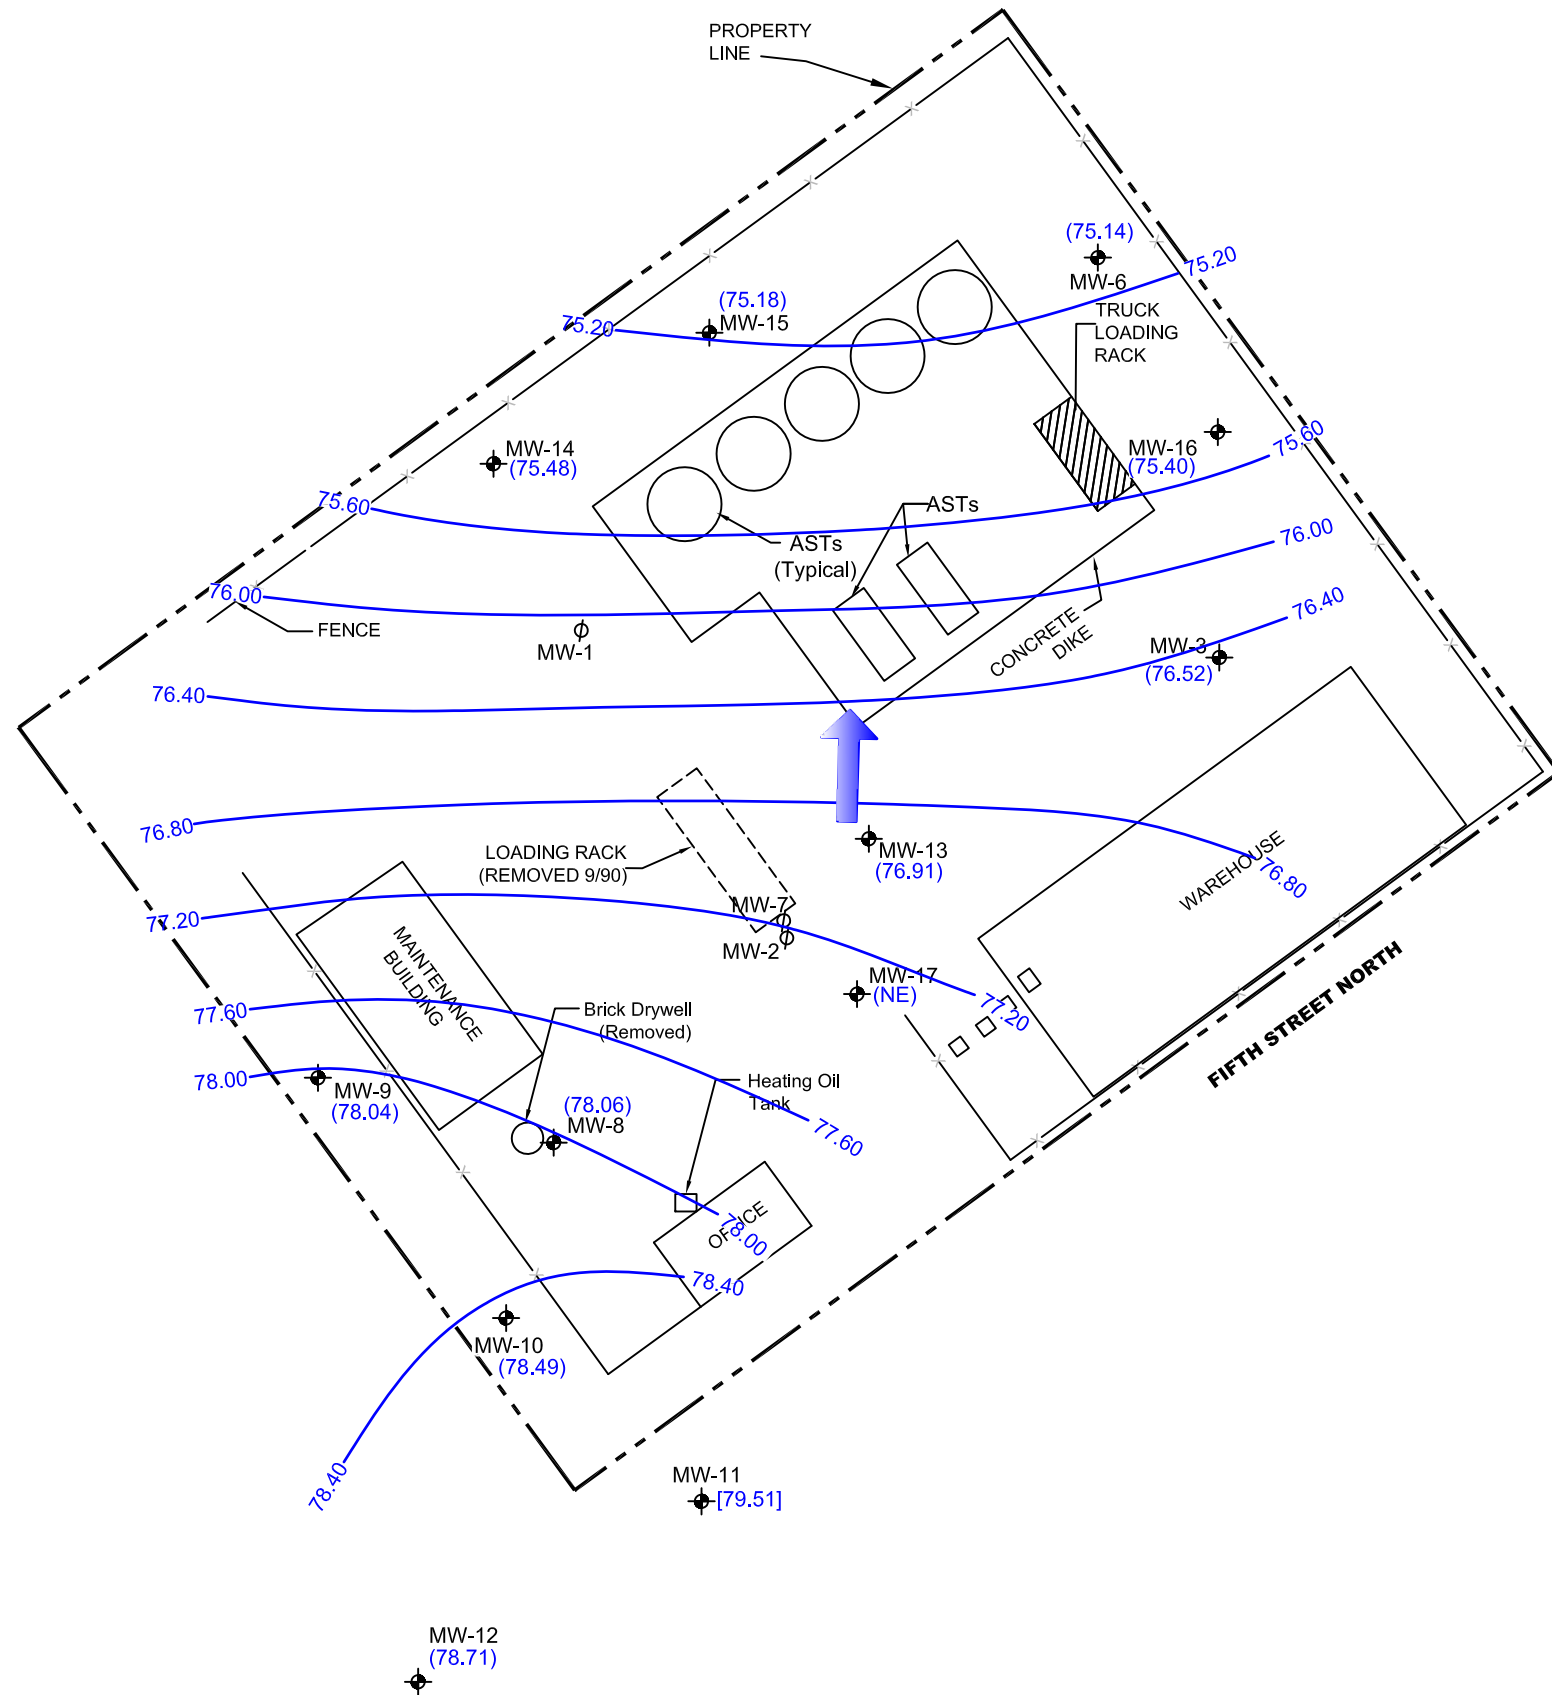 PROPERTY
LINE
(75.14)
MW-6
75.20
(75.18)
MW-15
75.20
TRUCK
LOADING
RACK
MW-14
(75.48)
MW-16
(75.40)
75.60
75.60
ASTs
ASTs
(Typical)
76.00
76.00
FENCE
MW-1
CONCRETE
DIKE
76.40
MW-3
(76.52)
76.40
76.80
MW-13
(76.91)
LOADING RACK
(REMOVED 9/90)
WAREHOUSE
76.80
77.20
MW-7
MW-2
MAINTENANCE
BUILDING
MW-17
(NE)
77.20
FIFTH STREET NORTH
77.60
Brick Drywell
(Removed)
78.00
MW-9
(78.04)
(78.06)
MW-8
Heating Oil
Tank
77.60
OFFICE
78.00
78.40
MW-10
(78.49)
78.40
MW-11
[79.51]
MW-12
(78.71)